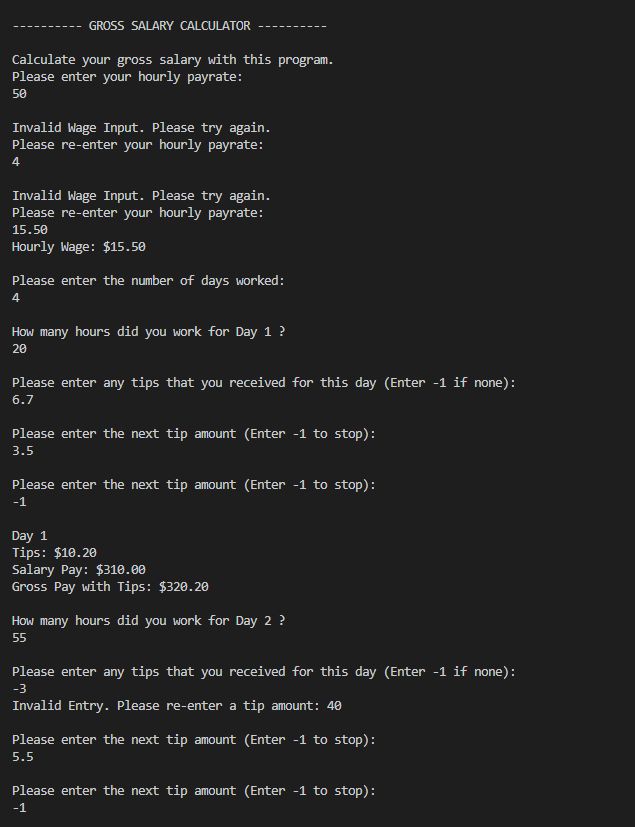 ---------- GROSS SALARY CALCULATOR ----------
Calculate your gross salary with this program.
Please enter your hourly payrate:
50
Invalid Wage Input. Please try again.
Please re-enter your hourly payrate:
4
Invalid Wage Input. Please try again.
Please re-enter your hourly payrate:
15.50
Hourly Wage: $15.50
Please enter the number of days worked:
4
How many hours did you work for Day 1 ?
20
Please enter any tips that you received for this day (Enter -1 if none):
6.7
Please enter the next tip amount (Enter -1 to stop):
3.5
Please enter the next tip amount (Enter -1 to stop):
-1
Day 1
Tips: $10.20
Salary Pay: $310.00
Gross Pay with Tips: $320.20
How many hours did you work for Day 2 ?
55
Please enter any tips that you received for this day (Enter -1 if none):
-3
Invalid Entry. Please re-enter a tip amount: 40
Please enter the next tip amount (Enter -1 to stop):
5.5
Please enter the next tip amount (Enter -1 to stop):
-1